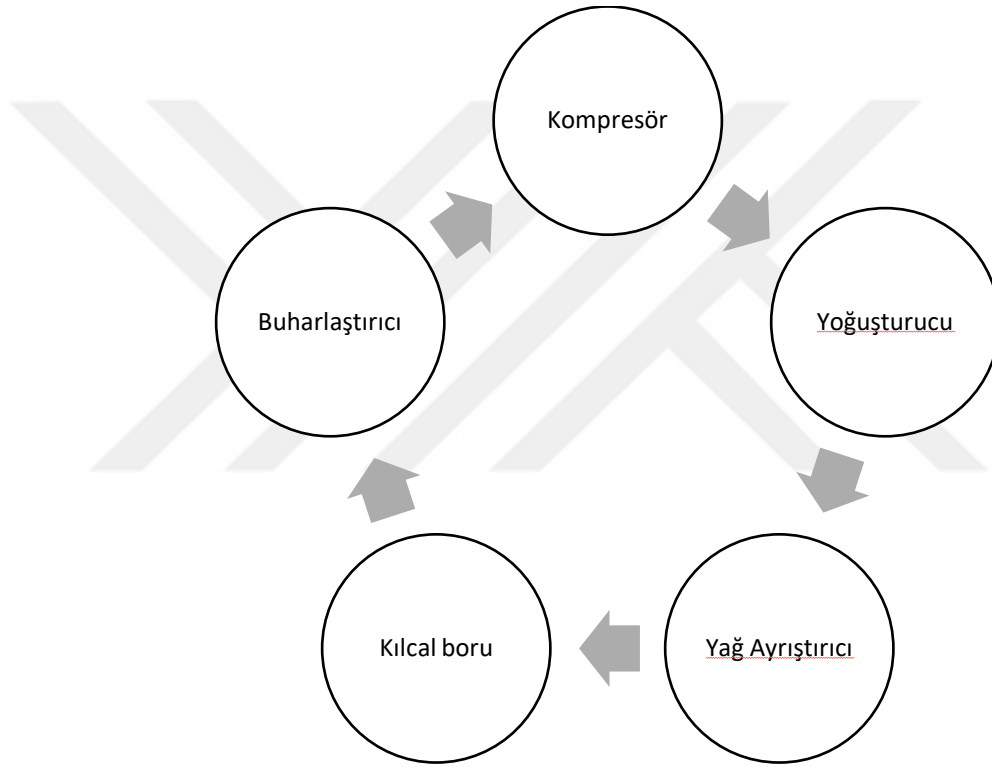 Kompresör
Buharlaştırıcı
Yoğuşturucu
Kılcal boru
Yağ Ayrıştırıcı